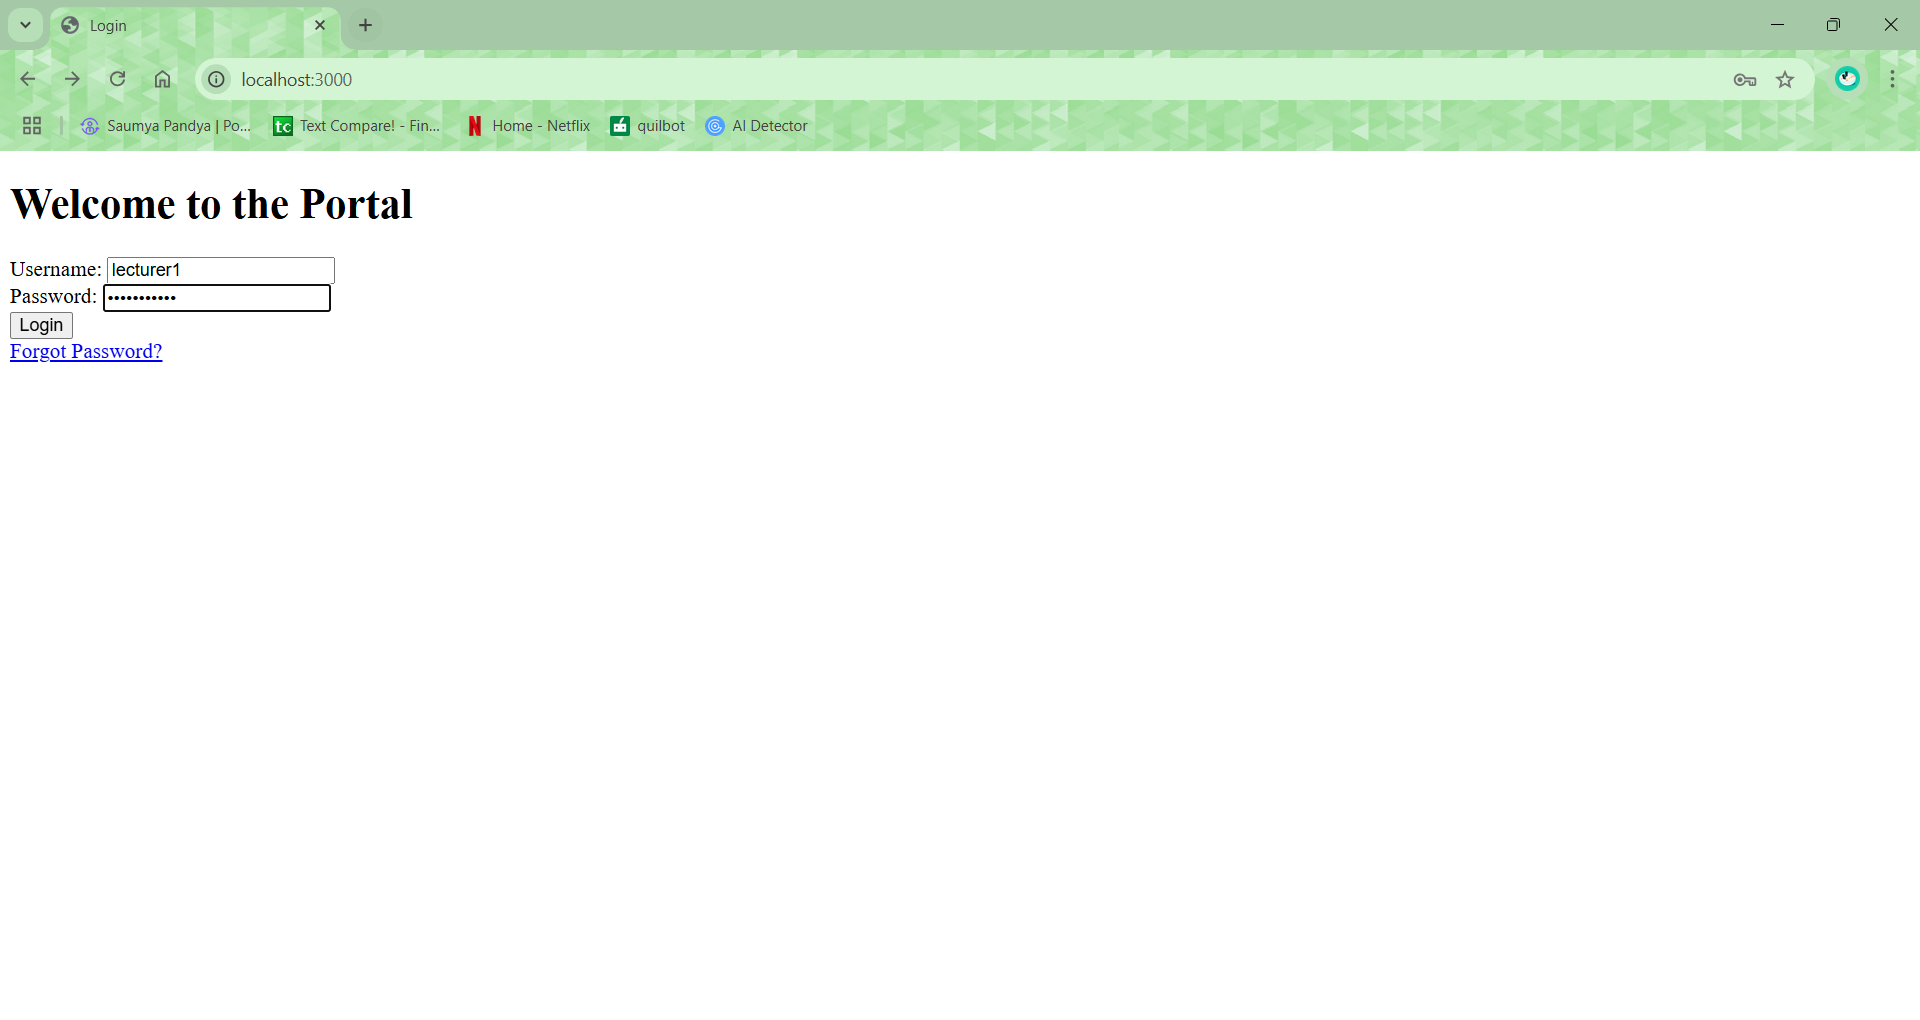 Login
localhost:3000
Saumya Pandya | Po...
tc Text Compare! - Fin...
N Home - Netflix
quilbot
AI Detector
Welcome to the Portal
Username: lecturer1
Password: •••••••••••
Login
Forgot Password?